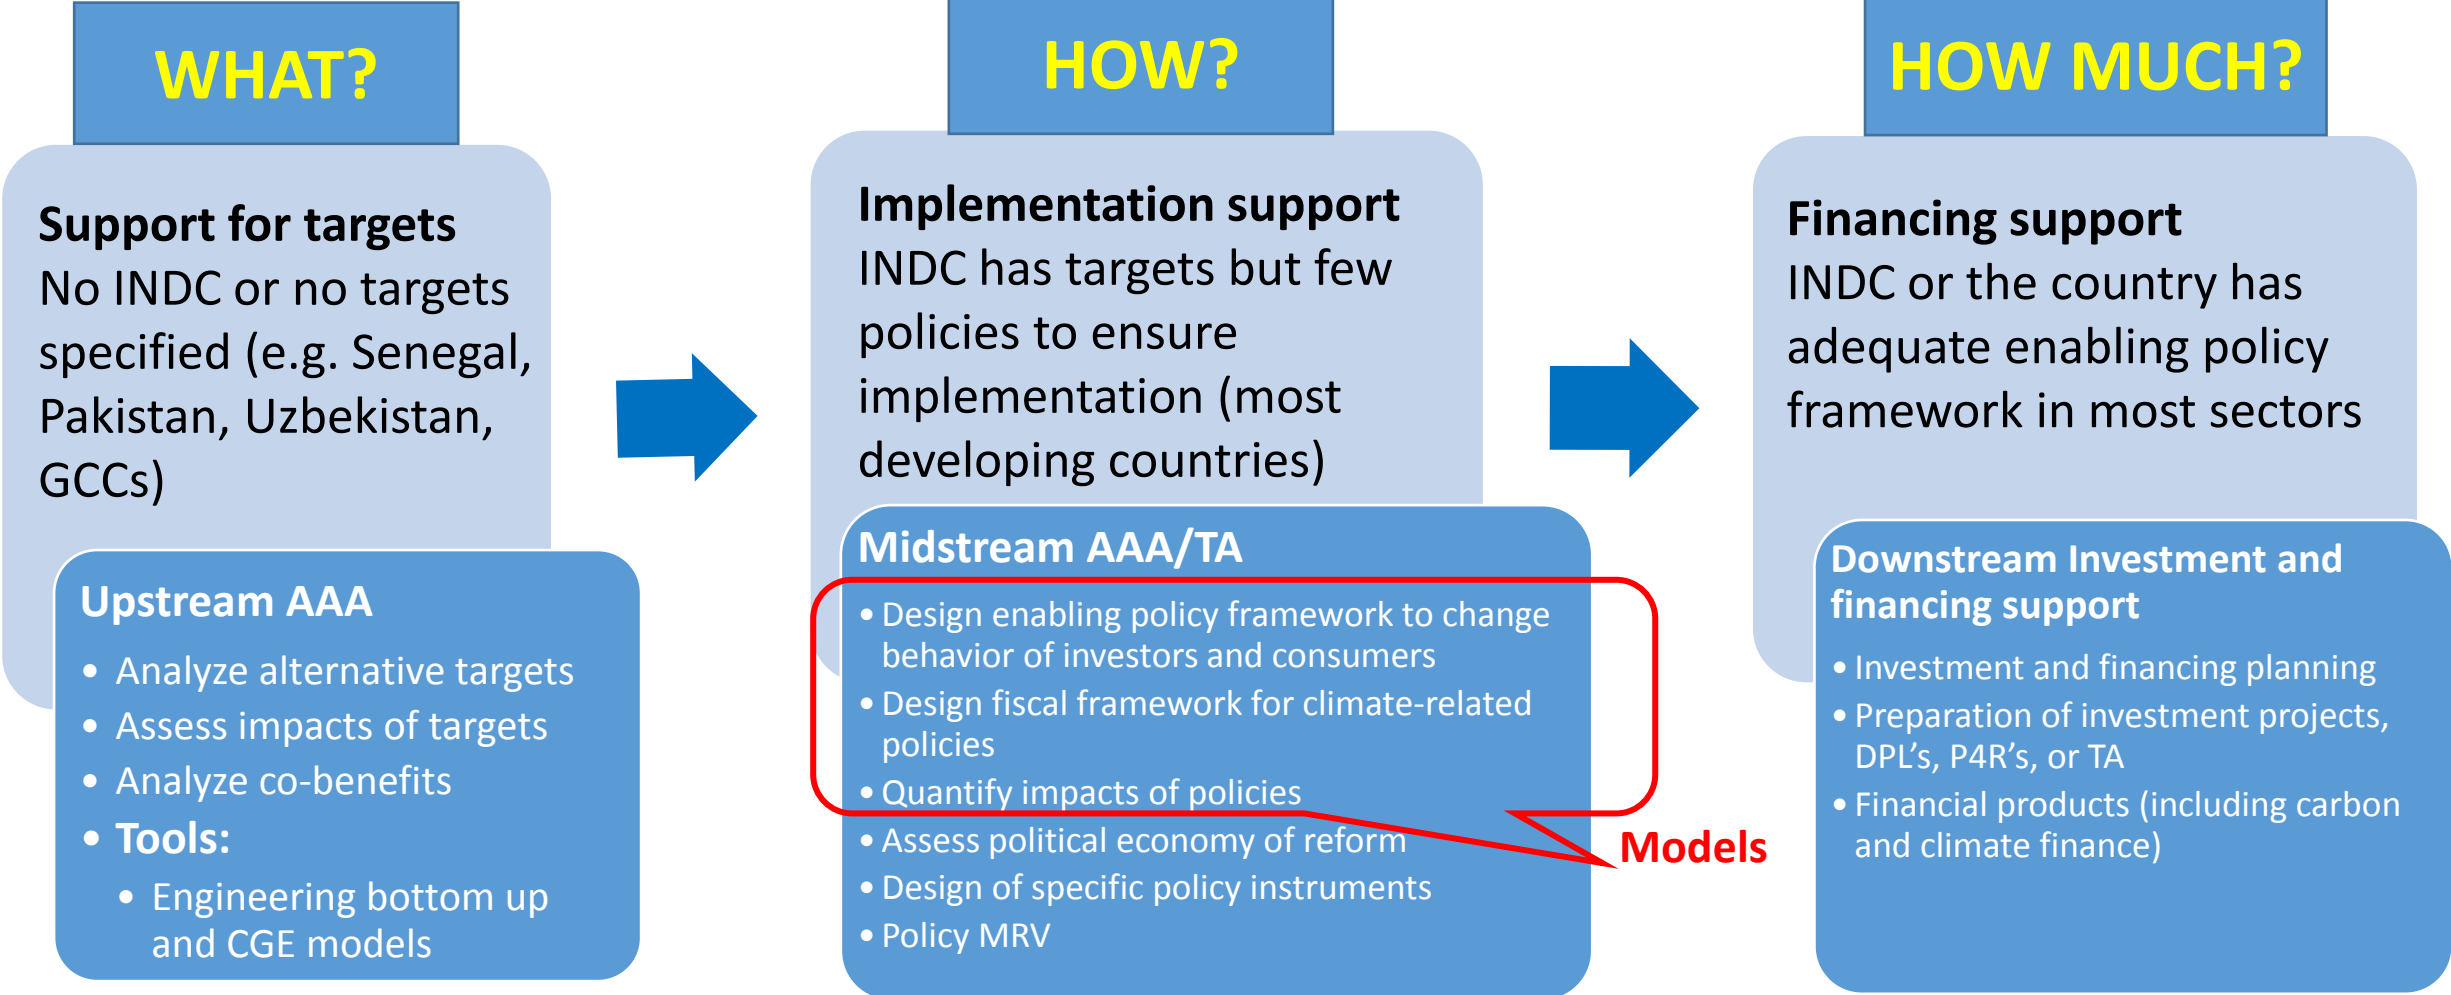 WHAT?
Support for targets
No INDC or no targets
specified (e.g. Senegal,
Pakistan, Uzbekistan,
GCCs)
Upstream AAA
• Analyze alternative targets
• Assess impacts of targets
• Analyze co-benefits
• Tools:
• Engineering bottom up
and CGE models
HOW?
Implementation support
INDC has targets but few
policies to ensure
implementation (most
developing countries)
Midstream AAA/TA
• Design enabling policy framework to change
behavior of investors and consumers
• Design fiscal framework for climate-related
policies
• Quantify impacts of policies
• Assess political economy of reform
• Design of specific policy instruments
• Policy MRV
Models
HOW MUCH?
Financing support
INDC or the country has
adequate enabling policy
framework in most sectors
Downstream Investment and
financing support
• Investment and financing planning
• Preparation of investment projects,
DPL's, P4R's, or TA
• Financial products (including carbon
and climate finance)